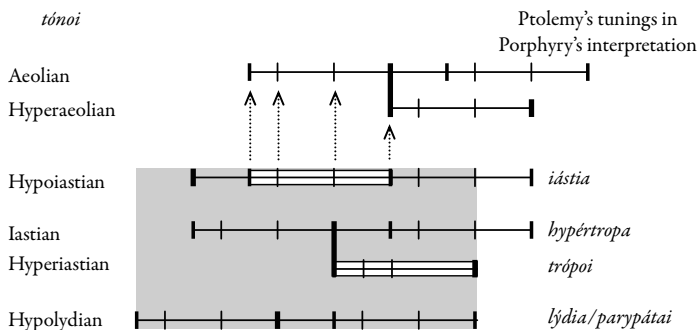 tónoi
Ptolemy's tunings in
Porphyry's interpretation
Aeolian
Hyperaeolian
Hypoiastian
iástia
Iastian
hypértropa
Hyperiastian
trópoi
Hypolydian
lýdia/parypátai